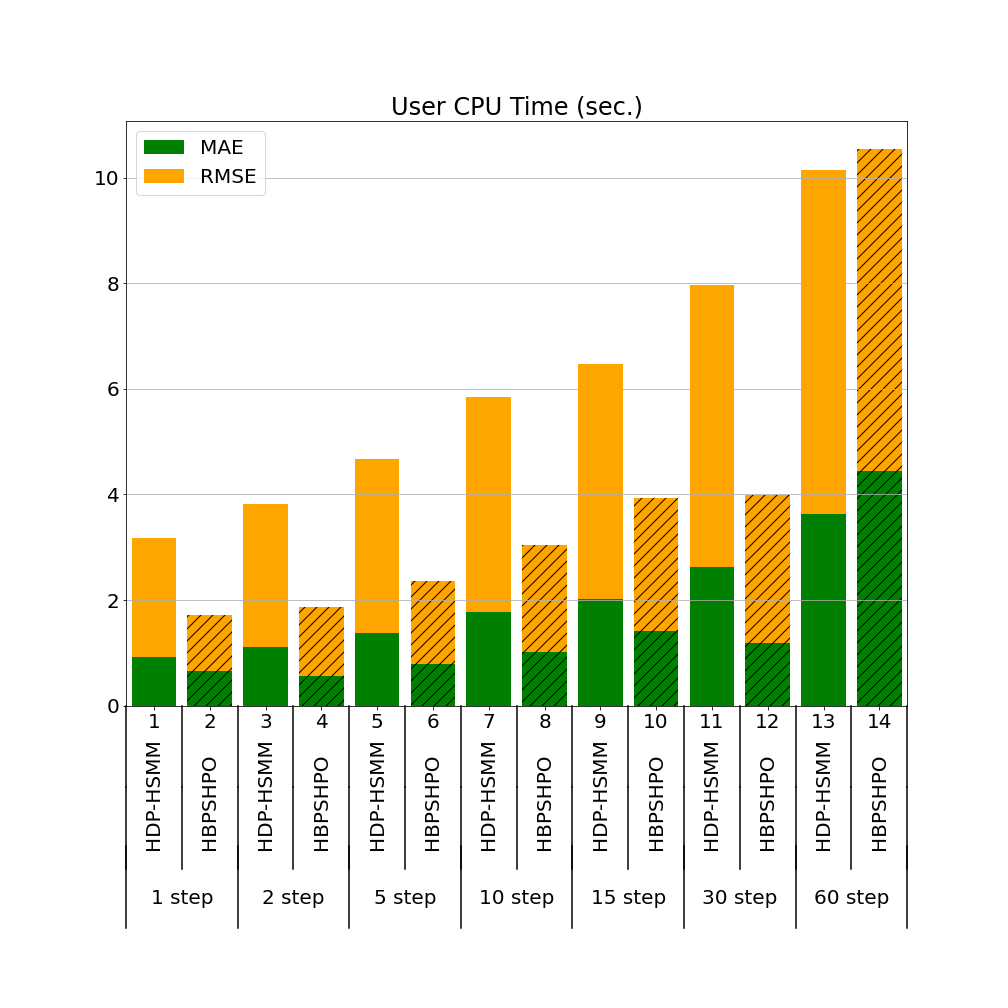 User CPU Time (sec.)
MAE
RMSE
10
8
6
4
2
0
1 2 3 4 5 6 7 8 9 10 11 12 13 14
HDP-HSMM HBPSHPO HDP-HSMM HBPSHPO HDP-HSMM HBPSHPO HDP-HSMM HBPSHPO HDP-HSMM HBPSHPO HDP-HSMM HBPSHPO HDP-HSMM HBPSHPO
1 step 2 step 5 step 10 step 15 step 30 step 60 step